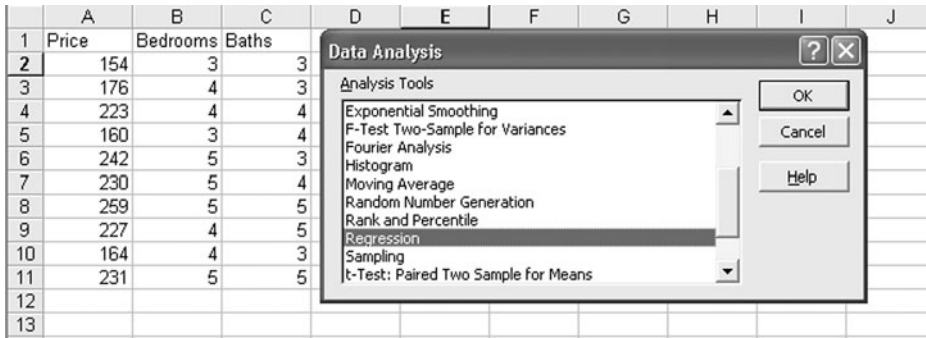 A B C D E F G H I J
1 Price Bedrooms Baths
2 154 3 3
3 176 4 3
4 223 4 4
5 160 3 4
6 242 5 3
7 230 5 4
8 259 5 5
9 227 4 5
10 164 4 3
11 231 5 5
12
13
Data Analysis ? X
Analysis Tools
Exponential Smoothing
F-Test Two-Sample for Variances
Fourier Analysis
Histogram
Moving Average
Random Number Generation
Rank and Percentile
Regression
Sampling
t-Test: Paired Two Sample for Means
OK
Cancel
Help